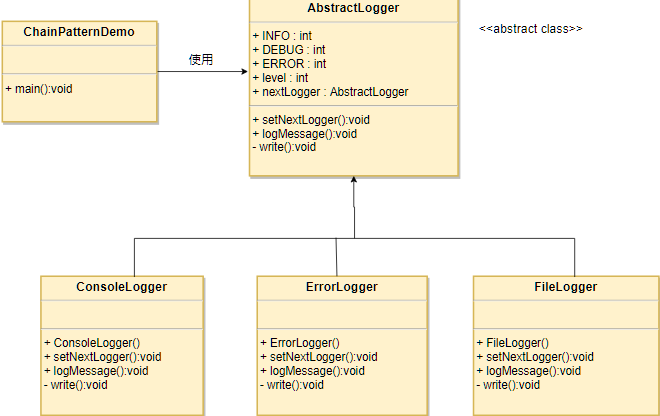 AbstractLogger
<<abstract class>>
ChainPatternDemo
+ INFO : int
+ DEBUG : int
+ ERROR : int
+ level : int
+ nextLogger : AbstractLogger
使用
+ main():void
+ setNextLogger():void
+ logMessage():void
- write():void
ConsoleLogger
+ ConsoleLogger()
+ setNextLogger():void
+ logMessage():void
- write():void
ErrorLogger
+ ErrorLogger()
+ setNextLogger():void
+ logMessage():void
- write():void
FileLogger
+ FileLogger()
+ setNextLogger():void
+ logMessage():void
- write():void